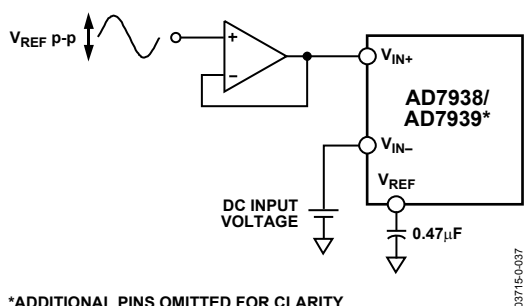 VREF p-p
+
–
VIN+
AD7938/
AD7939*
VIN–
VREF
DC INPUT
VOLTAGE
0.47µF
*ADDITIONAL PINS OMITTED FOR CLARITY
03715-0-037